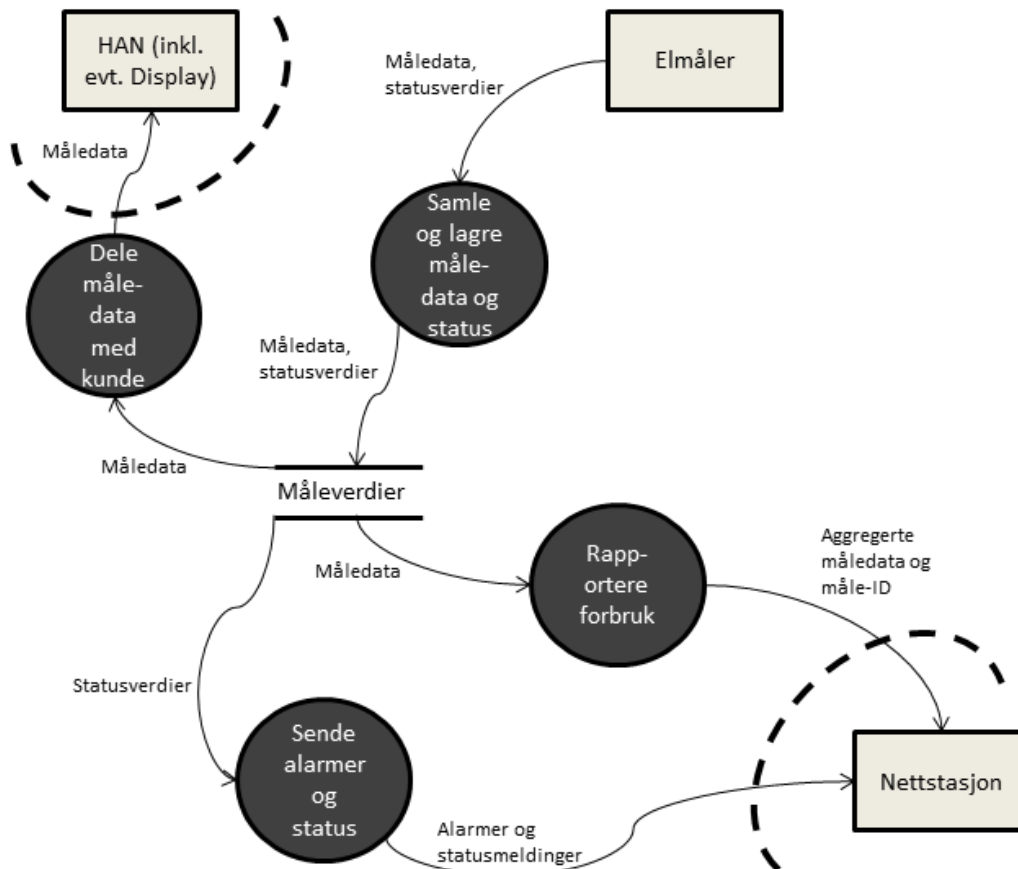 HAN (inkl.
evt. Display)
Elmåler
Måledata,
statusverdier
Måledata
Samle
og lagre
måle-
data og
status
Dele
måle-
data
med
kunde
Måledata,
statusverdier
Måledata
Måleverdier
Måledata
Rapp-
ortere
forbruk
Aggregerte
måledata og
måle-ID
Statusverdier
Sende
alarmer
og
status
Nettstasjon
Alarmer og
statusmeldinger